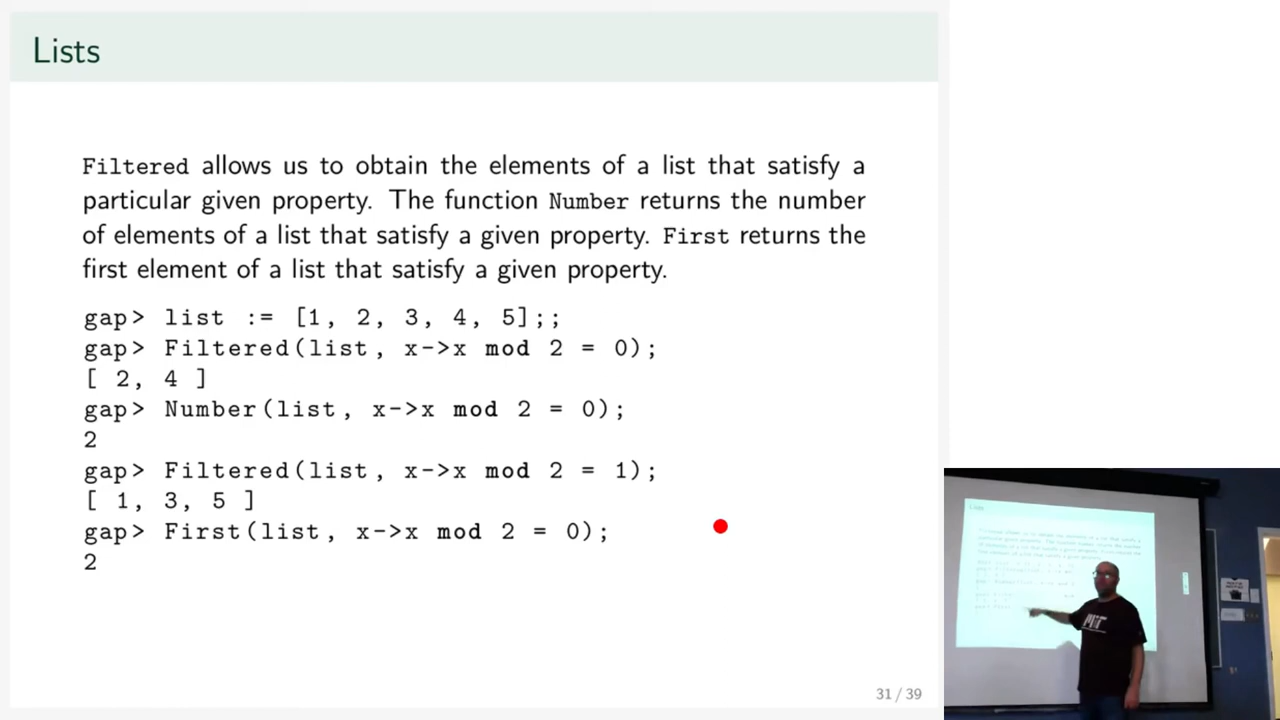 Lists
Filtered allows us to obtain the elements of a list that satisfy a
particular given property. The function Number returns the number
of elements of a list that satisfy a given property. First returns the
first element of a list that satisfy a given property.
gap> list := [1, 2, 3, 4, 5];;
gap> Filtered(list, x->x mod 2 = 0);
[ 2, 4 ]
gap> Number(list, x->x mod 2 = 0);
2
gap> Filtered(list, x->x mod 2 = 1);
[ 1, 3, 5 ]
gap> First(list, x->x mod 2 = 0);
2
31 / 39
Lists
MIT